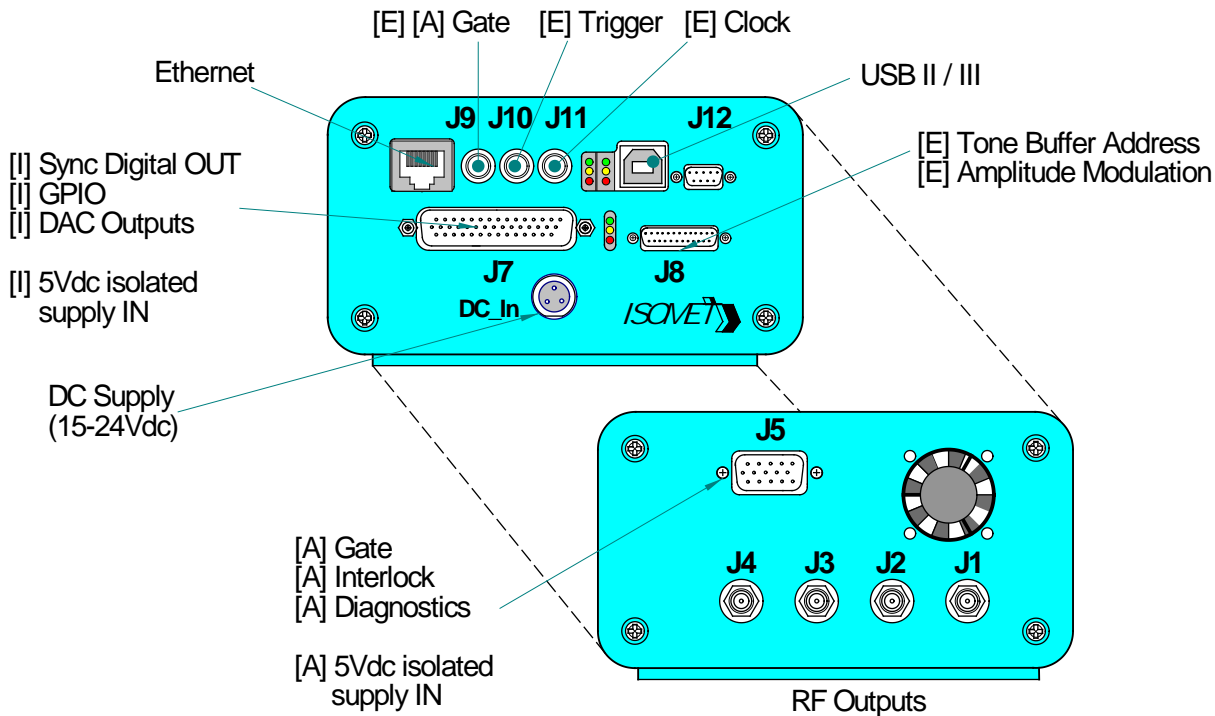 [E] [A] Gate
[E] Trigger
[E] Clock
Ethernet
USB II / III
J9
J10
J11
J12
[E] Tone Buffer Address
[E] Amplitude Modulation
[I] Sync Digital OUT
[I] GPIO
[I] DAC Outputs
[I] 5Vdc isolated
supply IN
J7
J8
DC_In
ISOMET
DC Supply
(15-24Vdc)
J5
[A] Gate
[A] Interlock
[A] Diagnostics
J4
J3
J2
J1
[A] 5Vdc isolated
supply IN
RF Outputs